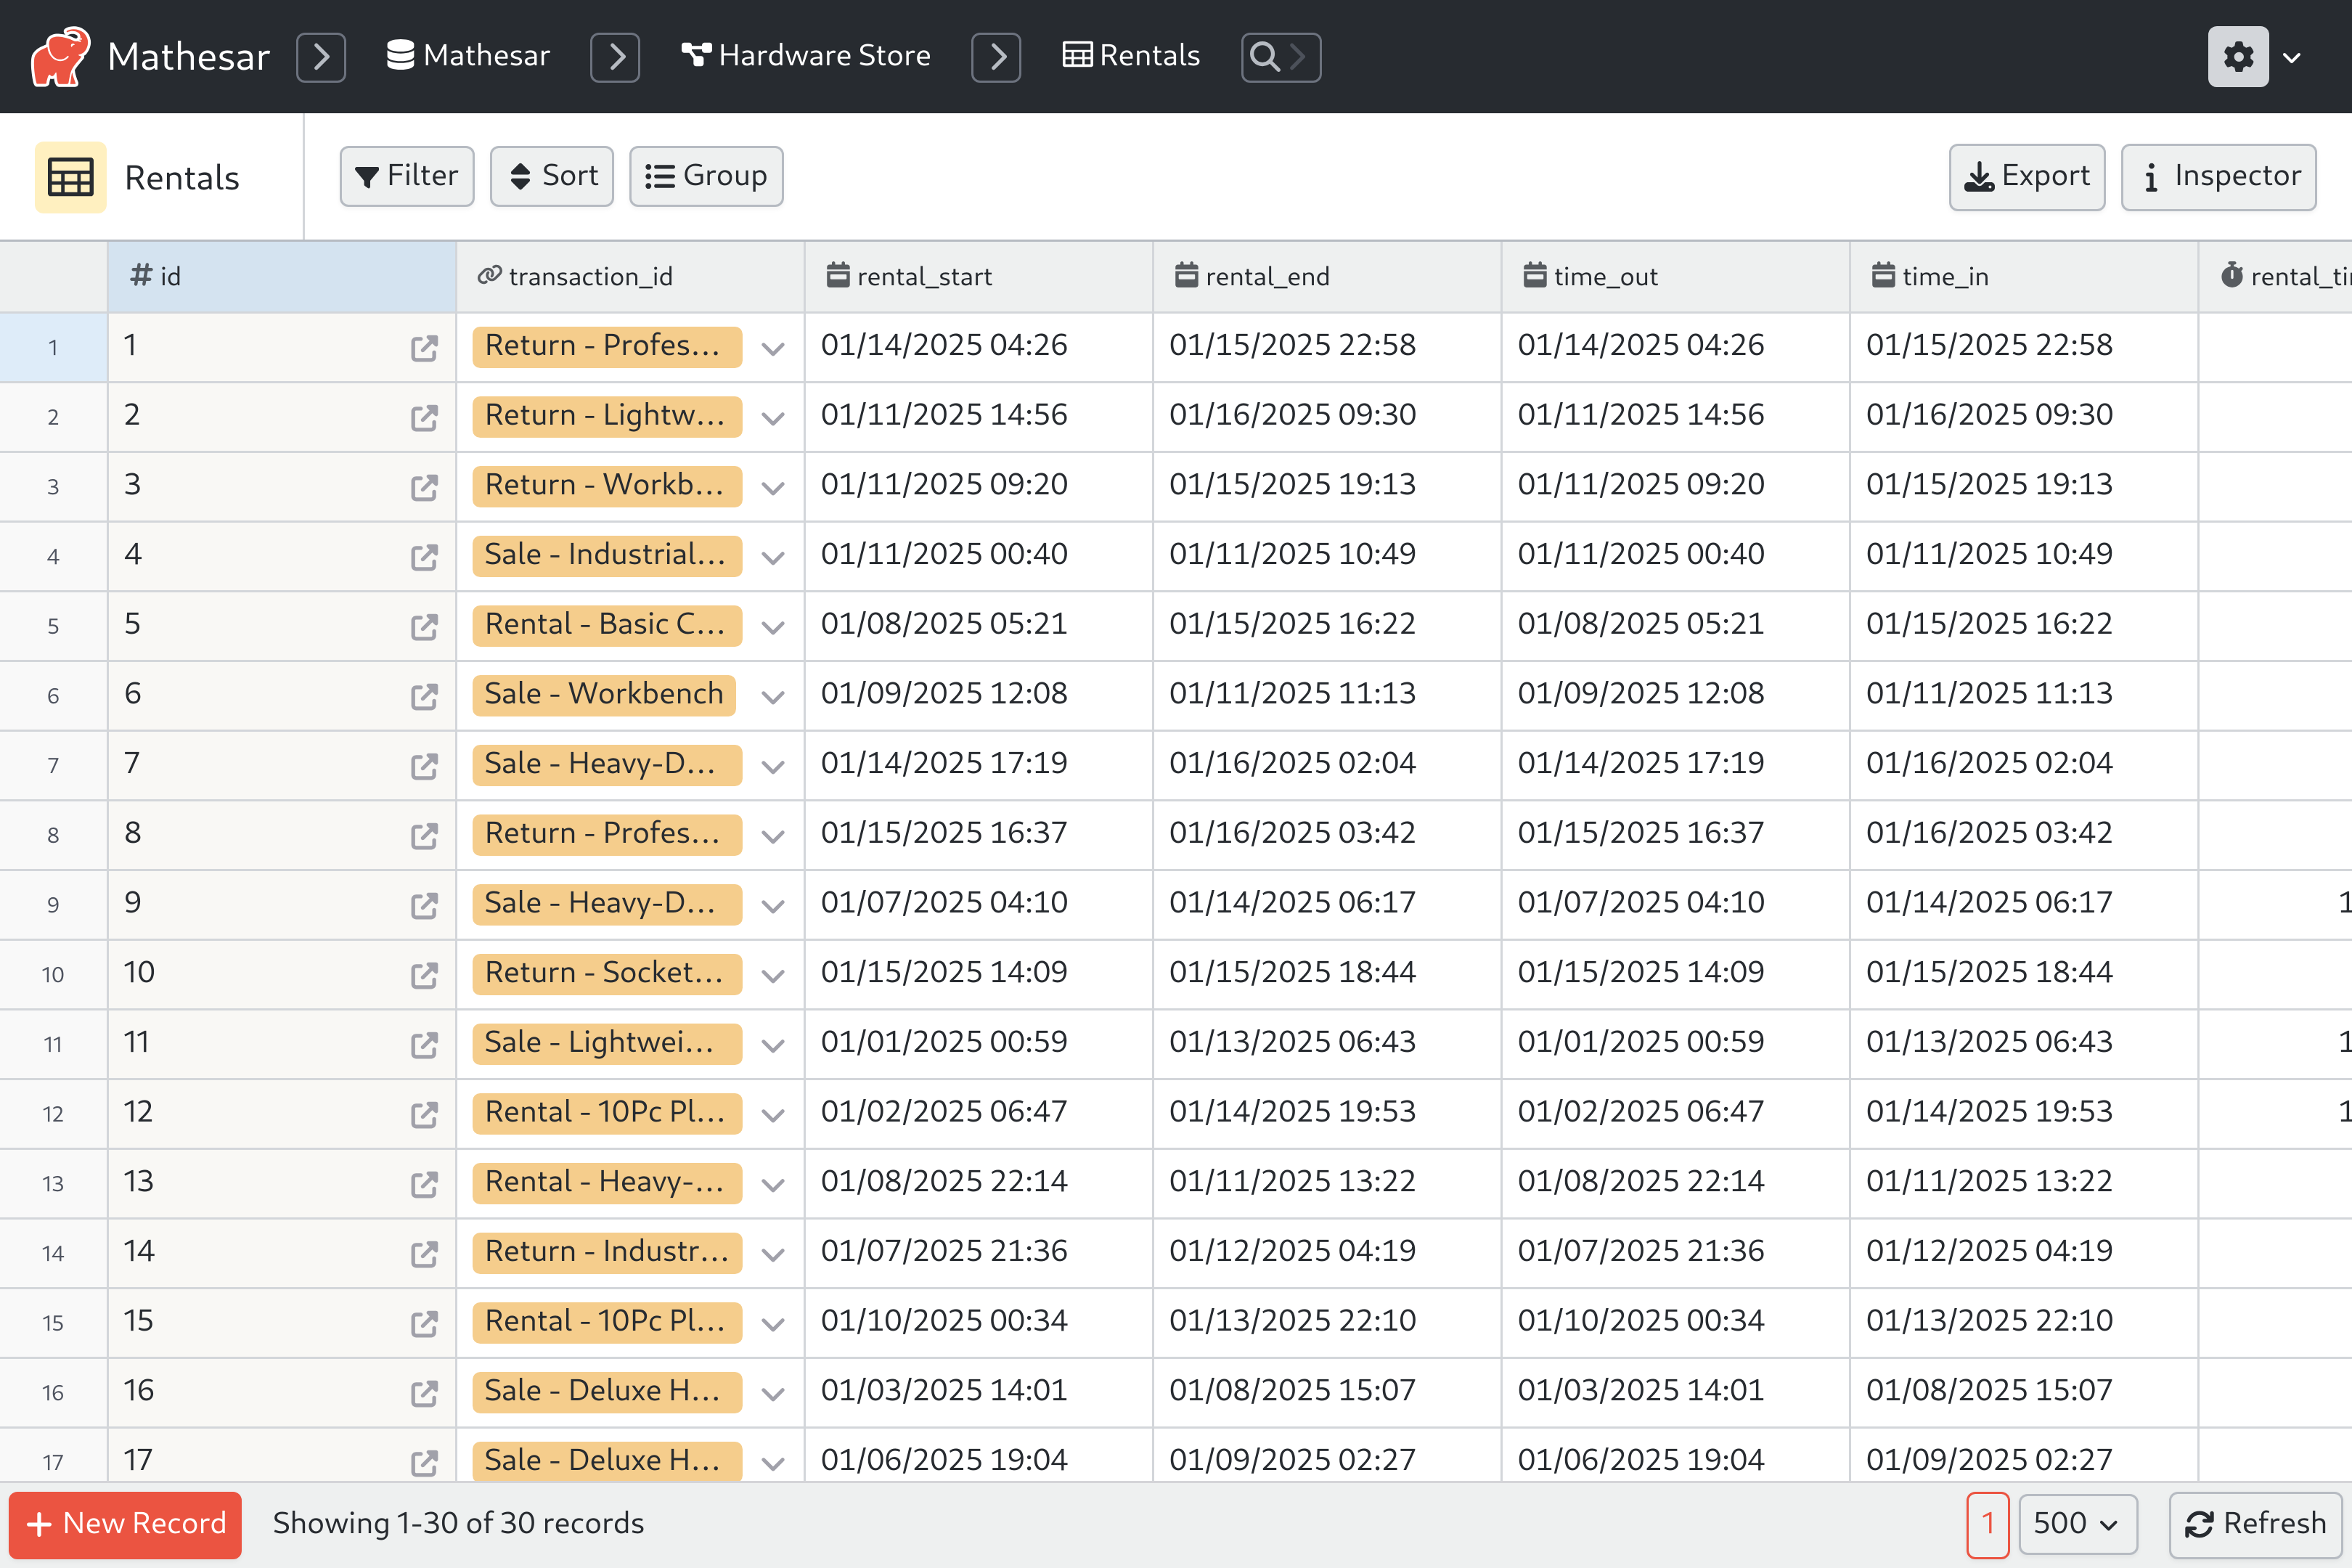 Mathesar Mathesar Hardware Store Rentals
Rentals Filter Sort Group Export Inspector
id transaction_id rental_start rental_end time_out time_in
1 1 Return - Profes... 01/14/2025 04:26 01/15/2025 22:58 01/14/2025 04:26 01/15/2025 22:58
2 2 Return - Lightw... 01/11/2025 14:56 01/16/2025 09:30 01/11/2025 14:56 01/16/2025 09:30
3 3 Return - Workb... 01/11/2025 09:20 01/15/2025 19:13 01/11/2025 09:20 01/15/2025 19:13
4 4 Sale - Industrial... 01/11/2025 00:40 01/11/2025 10:49 01/11/2025 00:40 01/11/2025 10:49
5 5 Rental - Basic C... 01/08/2025 05:21 01/15/2025 16:22 01/08/2025 05:21 01/15/2025 16:22
6 6 Sale - Workbench 01/09/2025 12:08 01/11/2025 11:13 01/09/2025 12:08 01/11/2025 11:13
7 7 Sale - Heavy-D... 01/14/2025 17:19 01/16/2025 02:04 01/14/2025 17:19 01/16/2025 02:04
8 8 Return - Profes... 01/15/2025 16:37 01/16/2025 03:42 01/15/2025 16:37 01/16/2025 03:42
9 9 Sale - Heavy-D... 01/07/2025 04:10 01/14/2025 06:17 01/07/2025 04:10 01/14/2025 06:17
10 10 Return - Socket... 01/15/2025 14:09 01/15/2025 18:44 01/15/2025 14:09 01/15/2025 18:44
11 11 Sale - Lightwei... 01/01/2025 00:59 01/13/2025 06:43 01/01/2025 00:59 01/13/2025 06:43
12 12 Rental - 10Pc Pl... 01/02/2025 06:47 01/14/2025 19:53 01/02/2025 06:47 01/14/2025 19:53
13 13 Rental - Heavy-... 01/08/2025 22:14 01/11/2025 13:22 01/08/2025 22:14 01/11/2025 13:22
14 14 Return - Industr... 01/07/2025 21:36 01/12/2025 04:19 01/07/2025 21:36 01/12/2025 04:19
15 15 Rental - 10Pc Pl... 01/10/2025 00:34 01/13/2025 22:10 01/10/2025 00:34 01/13/2025 22:10
16 16 Sale - Deluxe H... 01/03/2025 14:01 01/08/2025 15:07 01/03/2025 14:01 01/08/2025 15:07
17 17 Sale - Deluxe H... 01/06/2025 19:04 01/09/2025 02:27 01/06/2025 19:04 01/09/2025 02:27
New Record Showing 1-30 of 30 records 1 500 Refresh